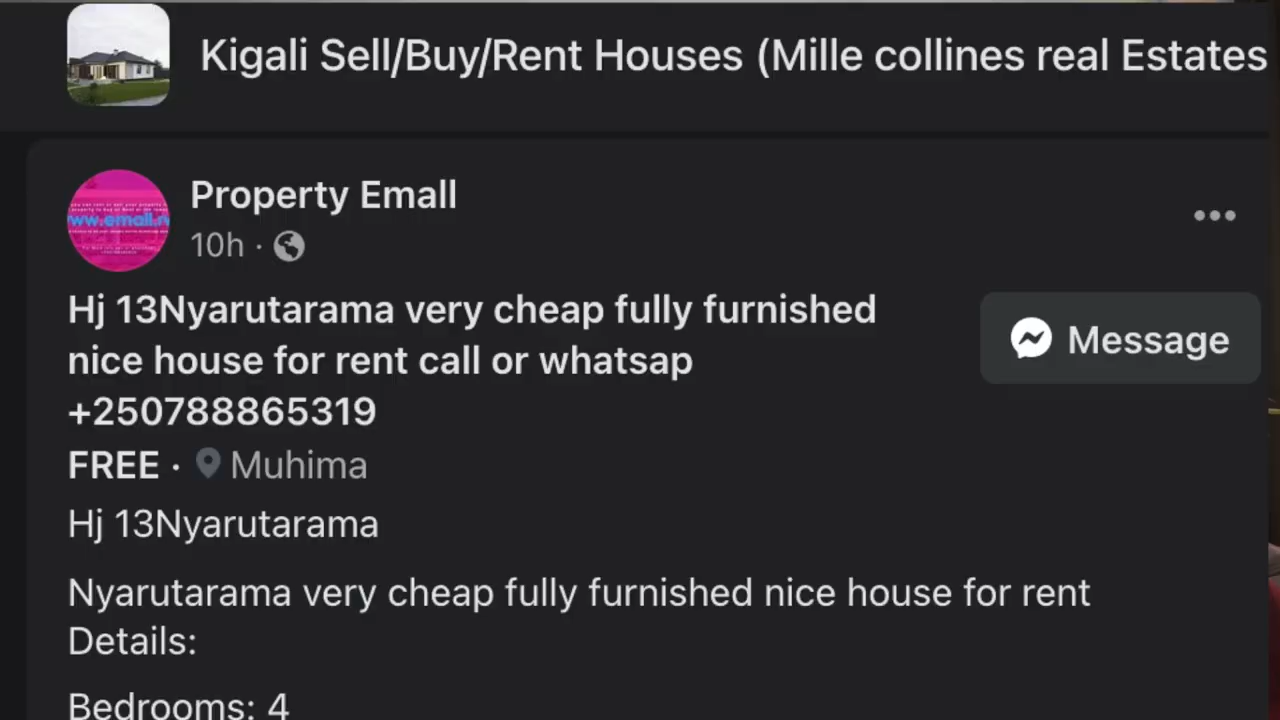 Kigali Sell/Buy/Rent Houses (Mille collines real Estates
Property Emall
www.email.r
10h ·
Hj 13Nyarutarama very cheap fully furnished
nice house for rent call or whatsap
+250788865319
Message
FREE · Muhima
Hj 13Nyarutarama
Nyarutarama very cheap fully furnished nice house for rent
Details:
Bedrooms: 4